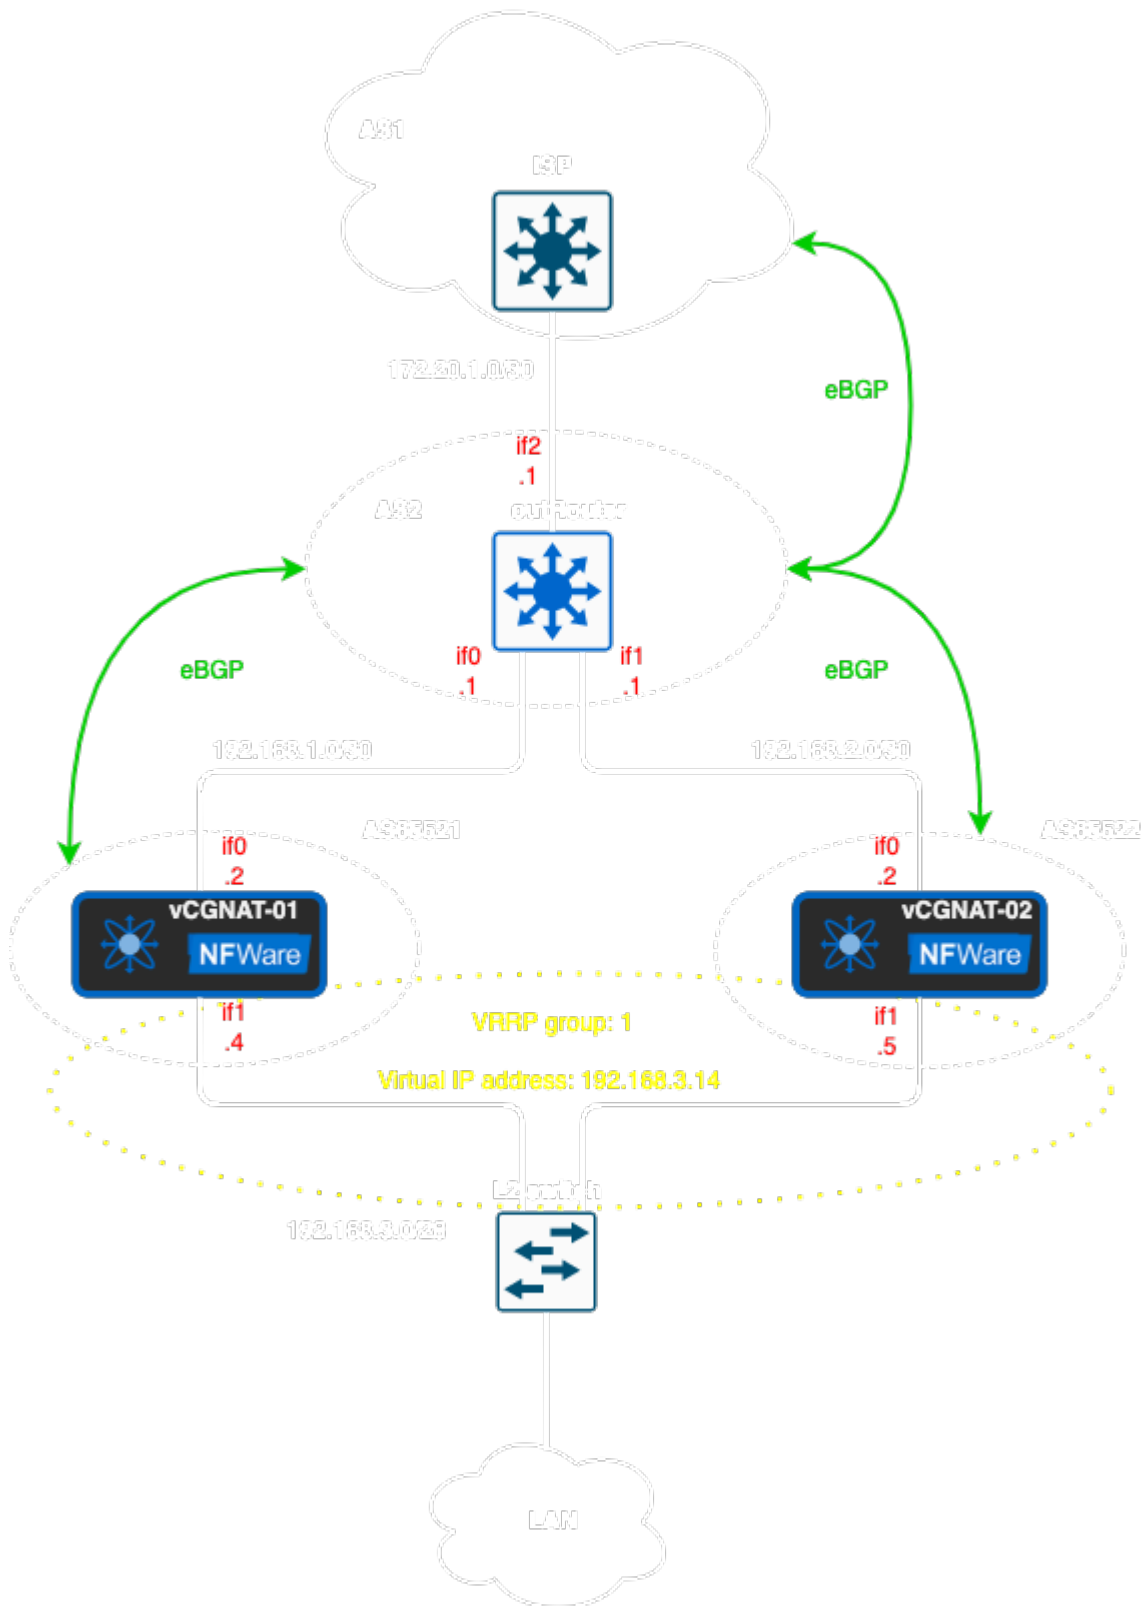 AS1
ISP
172.20.1.0/30
eBGP
if2
.1
AS2
outRouter
if0
.1
if1
.1
eBGP
eBGP
192.168.1.0/30
192.168.2.0/30
if0
.2
if0
.2
vCGNAT-01
NFWare
vCGNAT-02
NFWare
if1
.4
if1
.5
VRRP group: 1
Virtual IP address: 192.168.3.14
L2 switch
192.168.3.0/28
LAN